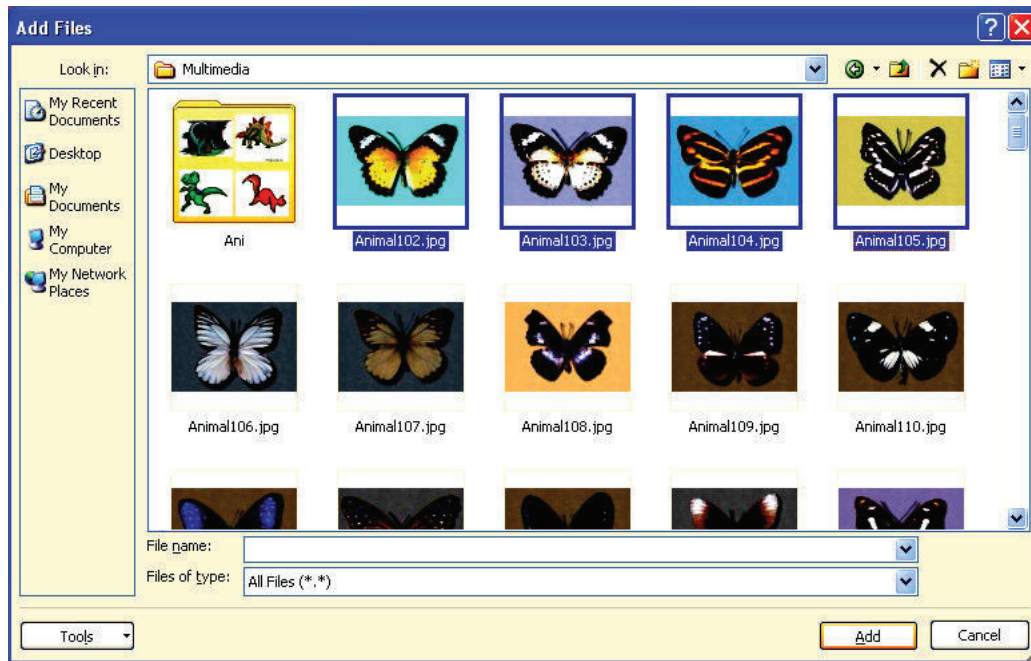 Add Files
Look in:
Multimedia
My Recent
Documents
Desktop
My
Documents
My
Computer
My Network
Places
Ani
Animal102.jpg
Animal103.jpg
Animal104.jpg
Animal105.jpg
Animal106.jpg
Animal107.jpg
Animal108.jpg
Animal109.jpg
Animal110.jpg
File name:
Files of type:
All Files (*.*)
Tools
Add
Cancel